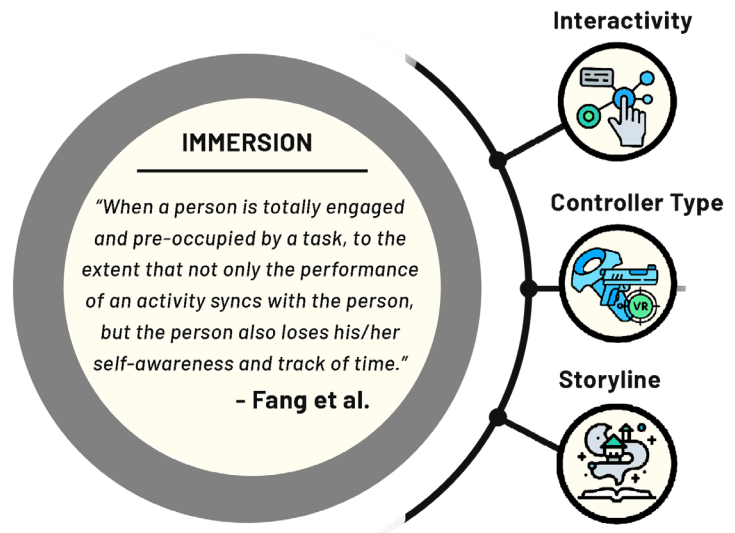 Interactivity
IMMERSION
“When a person is totally engaged
and pre-occupied by a task, to the
extent that not only the performance
of an activity syncs with the person,
but the person also loses his/her
self-awareness and track of time.”
- Fang et al.
Controller Type
VR
Storyline